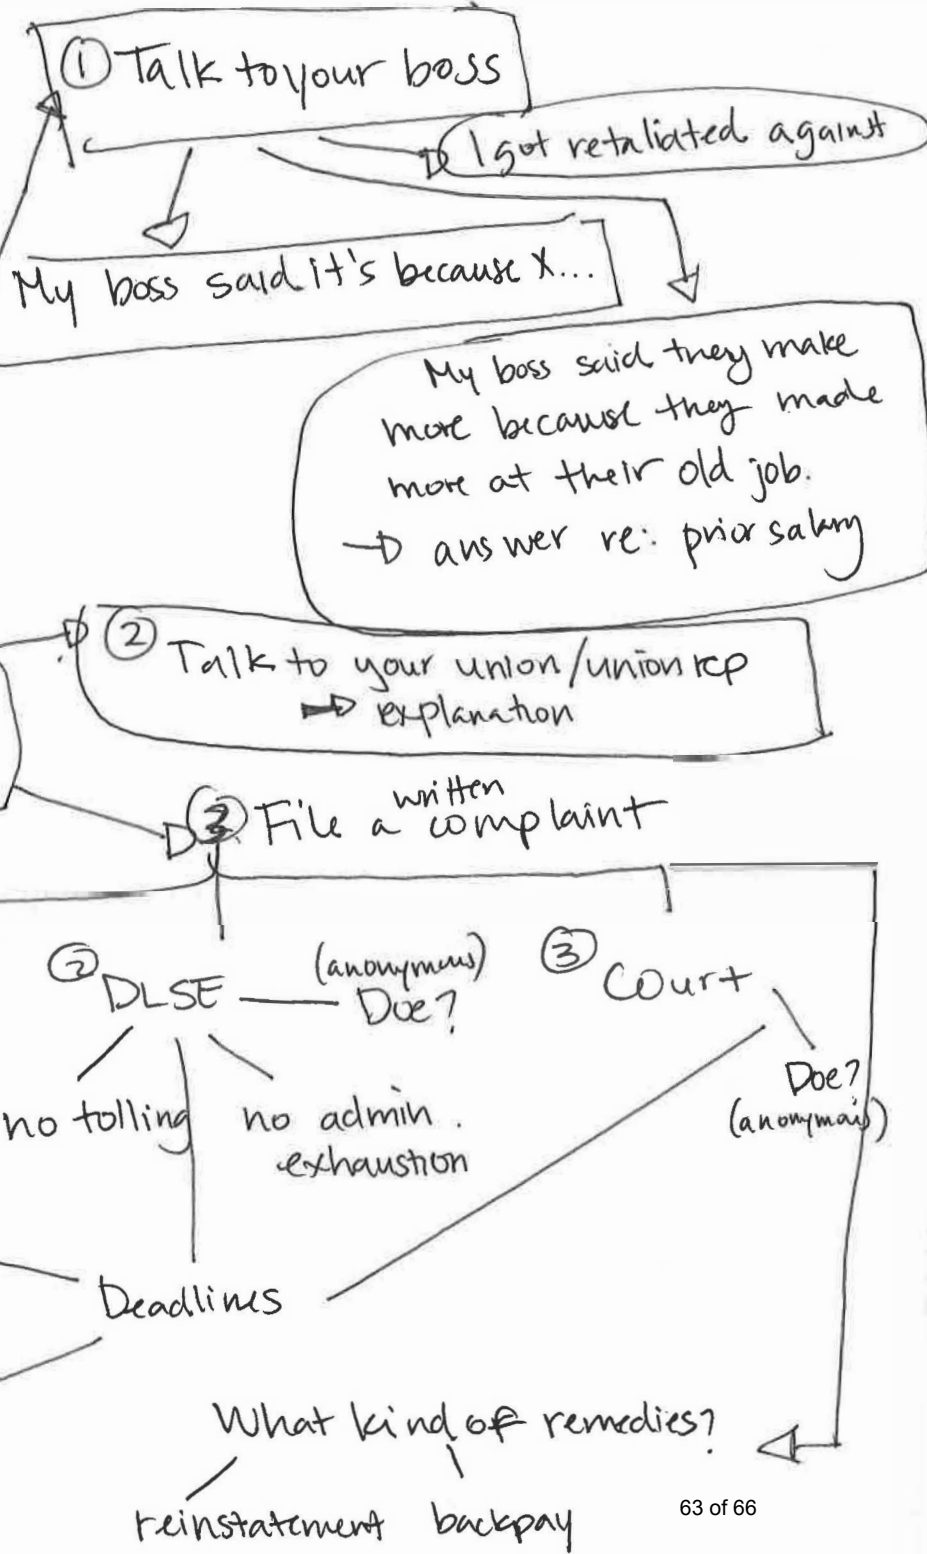 ① Talk to your boss
I got retaliated against
My boss said it's because X...
My boss said they make
more because they made
more at their old job.
→ answer re: prior salary
② Talk to your union/union rep
→ explanation
③ File a written complaint
② DLSE
(anonymous)
Doe?
③ Court
Doe?
(anonymous)
no tolling
no admin.
exhaustion
Deadlines
What kind of remedies?
reinstatement
backpay
63 of 66